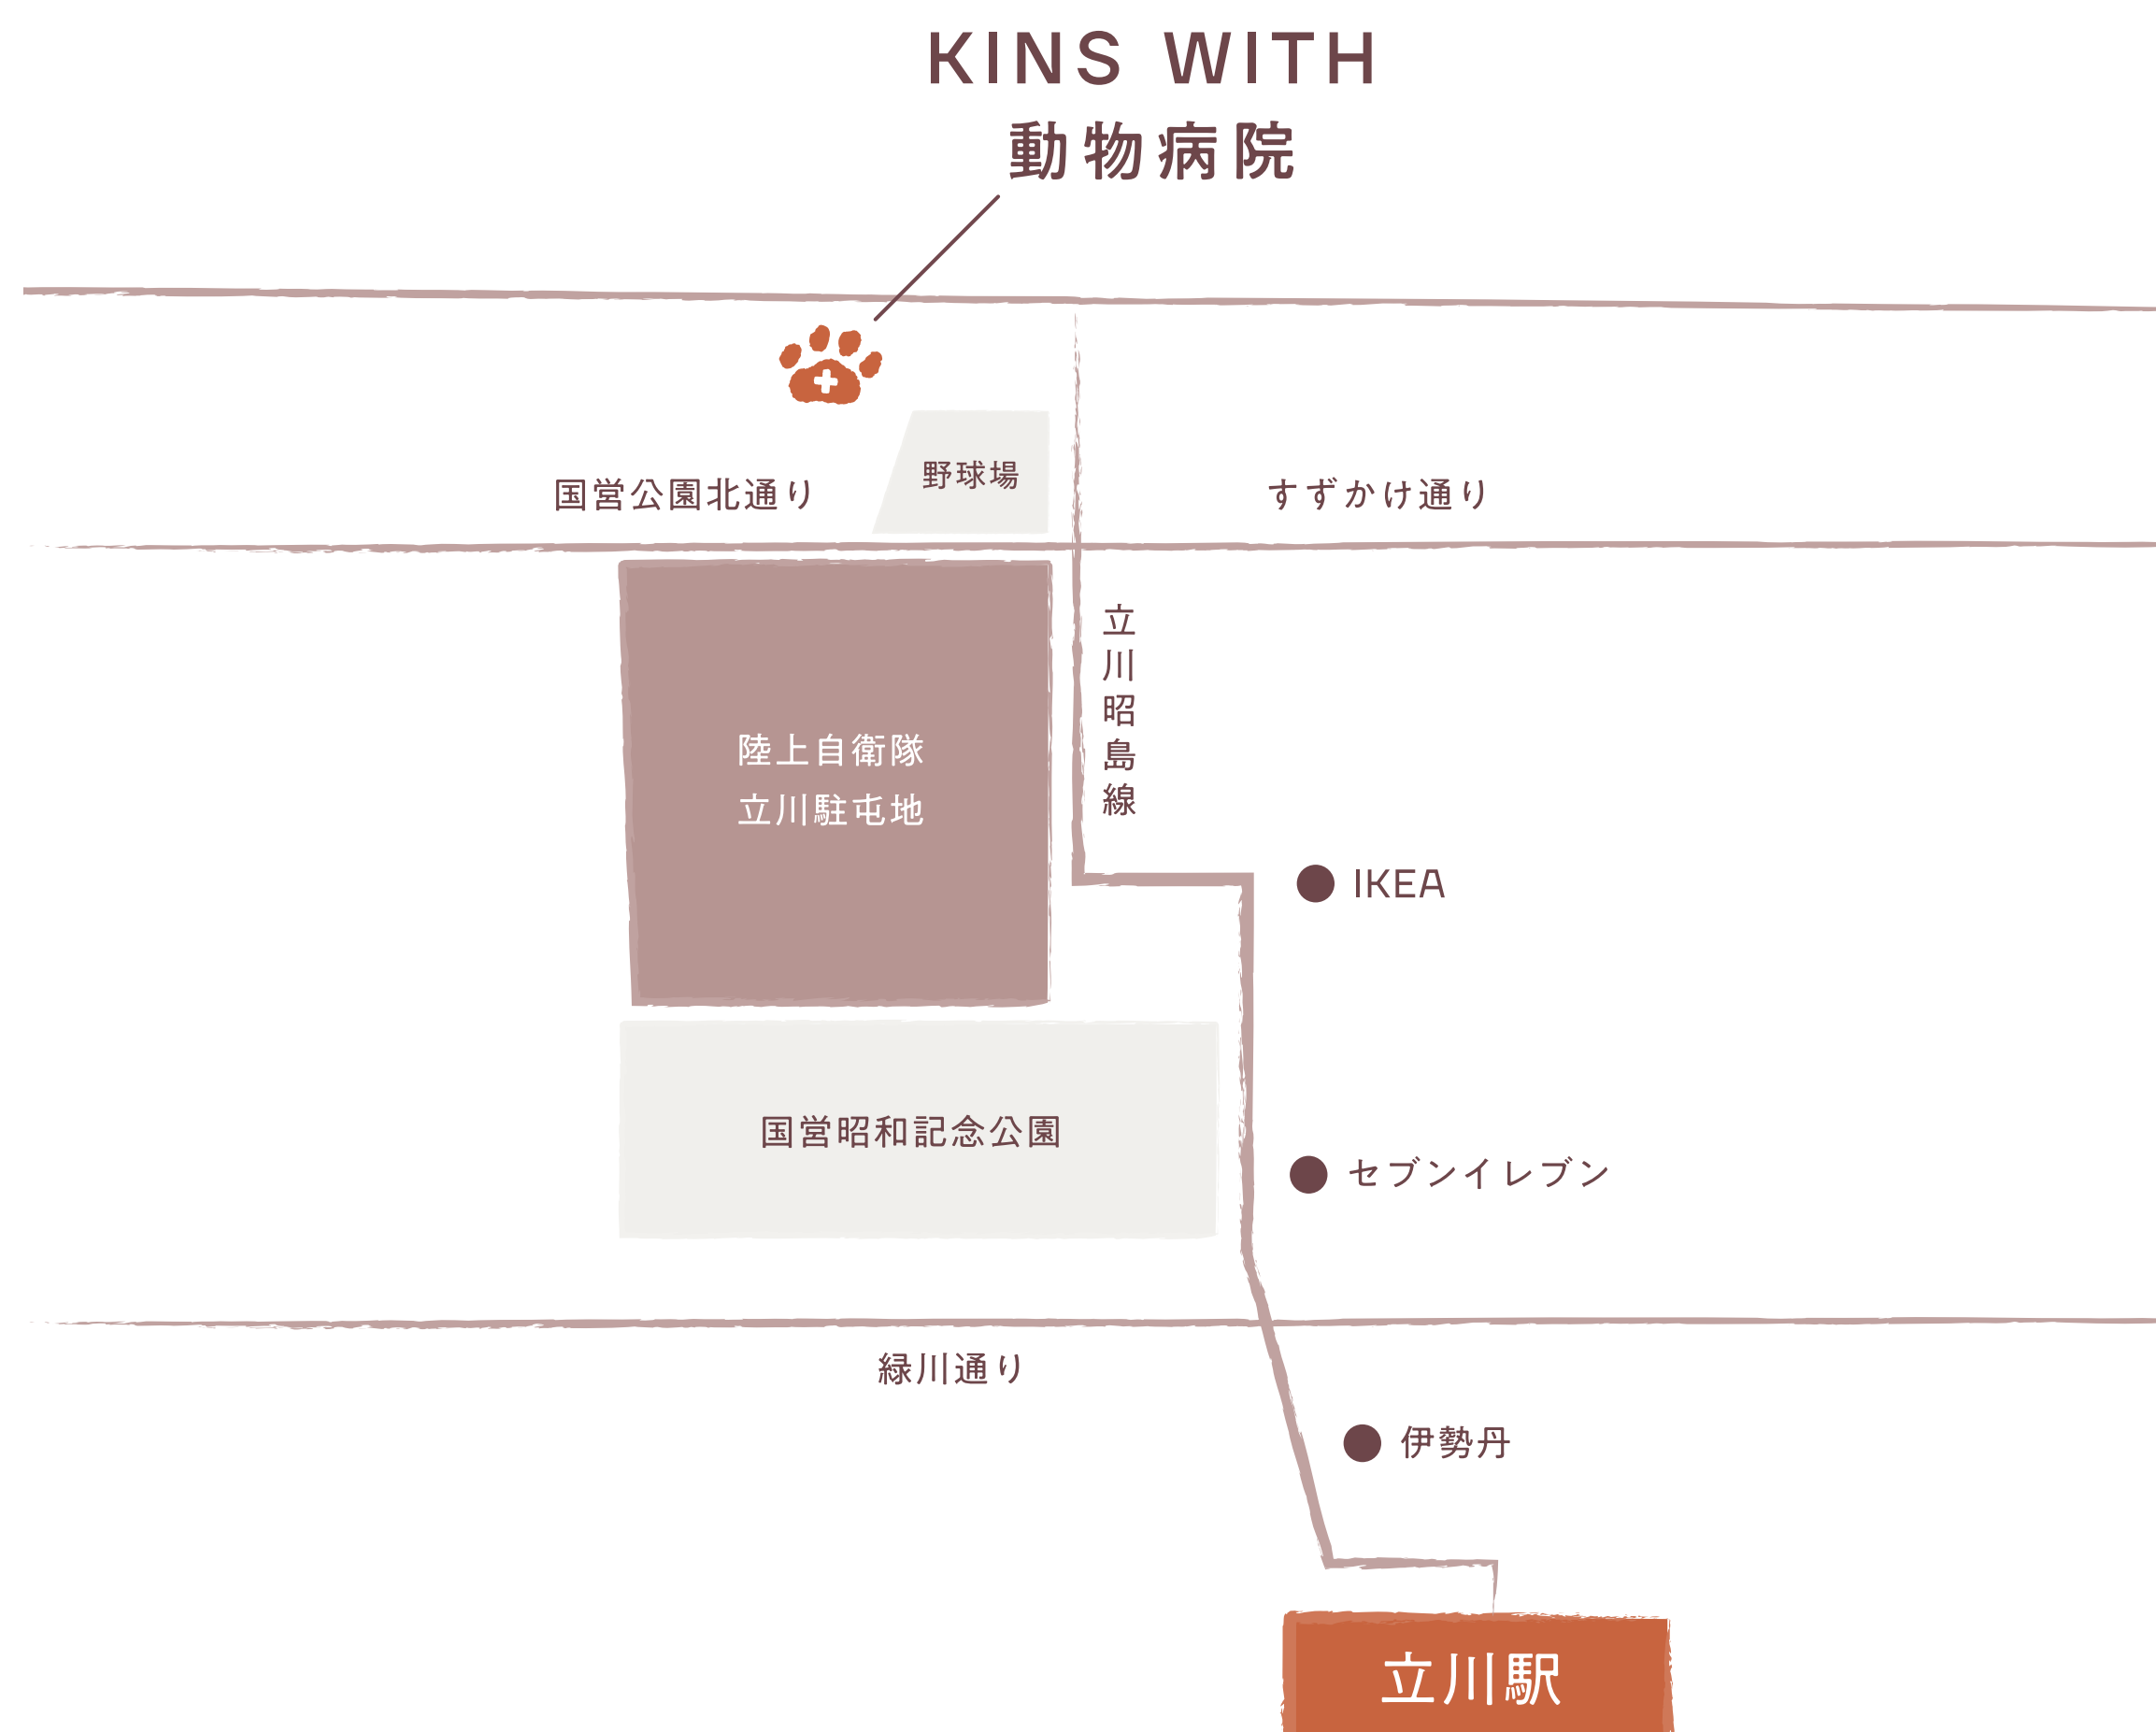 KINS WITH
動物病院
野球場
国営公園北通り
すずかけ通り
立川昭島線
陸上自衛隊
立川駐屯地
IKEA
国営昭和記念公園
セブンイレブン
緑川通り
伊勢丹
立川駅